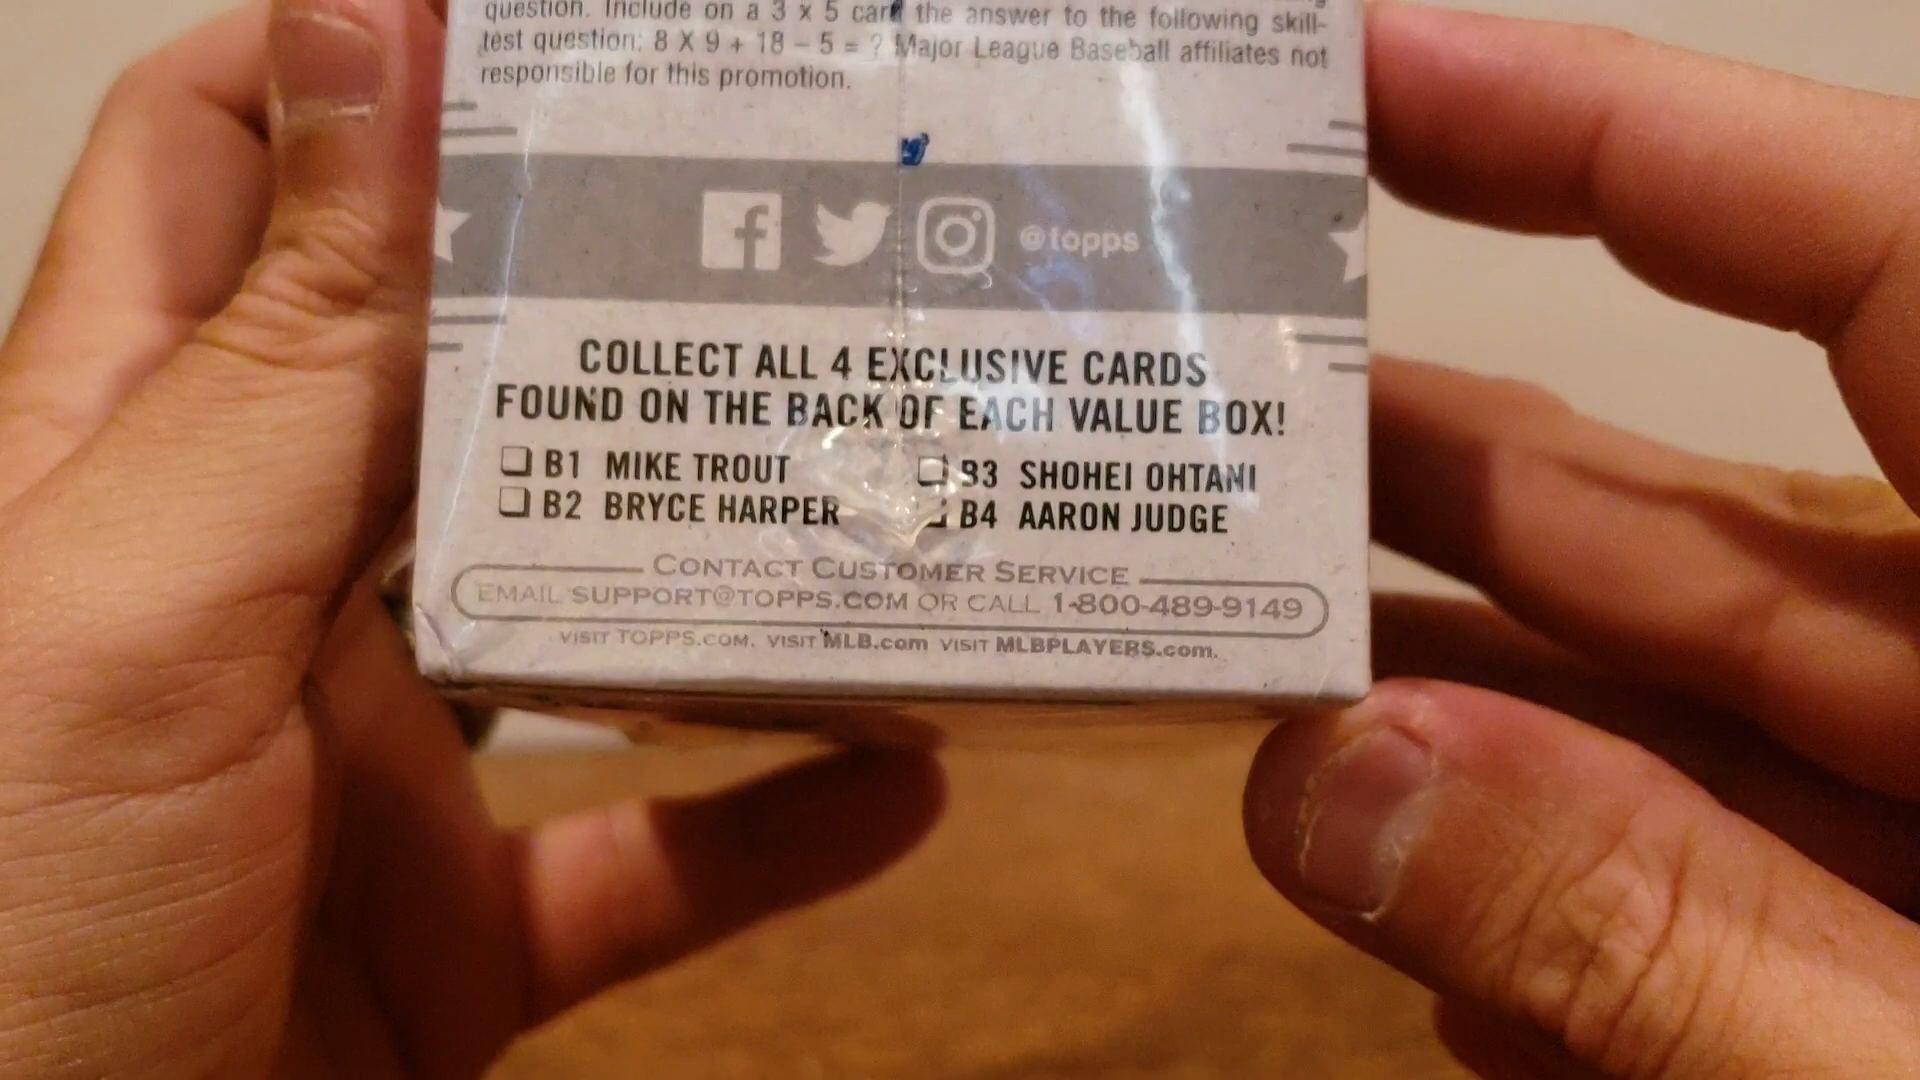 question. Include on a 3 x 5 card the answer to the following skill-
test question: 8 X 9 + 18 – 5 = ? Major League Baseball affiliates not
responsible for this promotion.
@topps
COLLECT ALL 4 EXCLUSIVE CARDS
FOUND ON THE BACK OF EACH VALUE BOX!
B1 MIKE TROUT B3 SHOHEI OHTANI
B2 BRYCE HARPER B4 AARON JUDGE
CONTACT CUSTOMER SERVICE
EMAIL SUPPORT@TOPPS.COM OR CALL 1-800-489-9149
VISIT TOPPS.COM. VISIT MLB.com VISIT MLBPLAYERS.com.